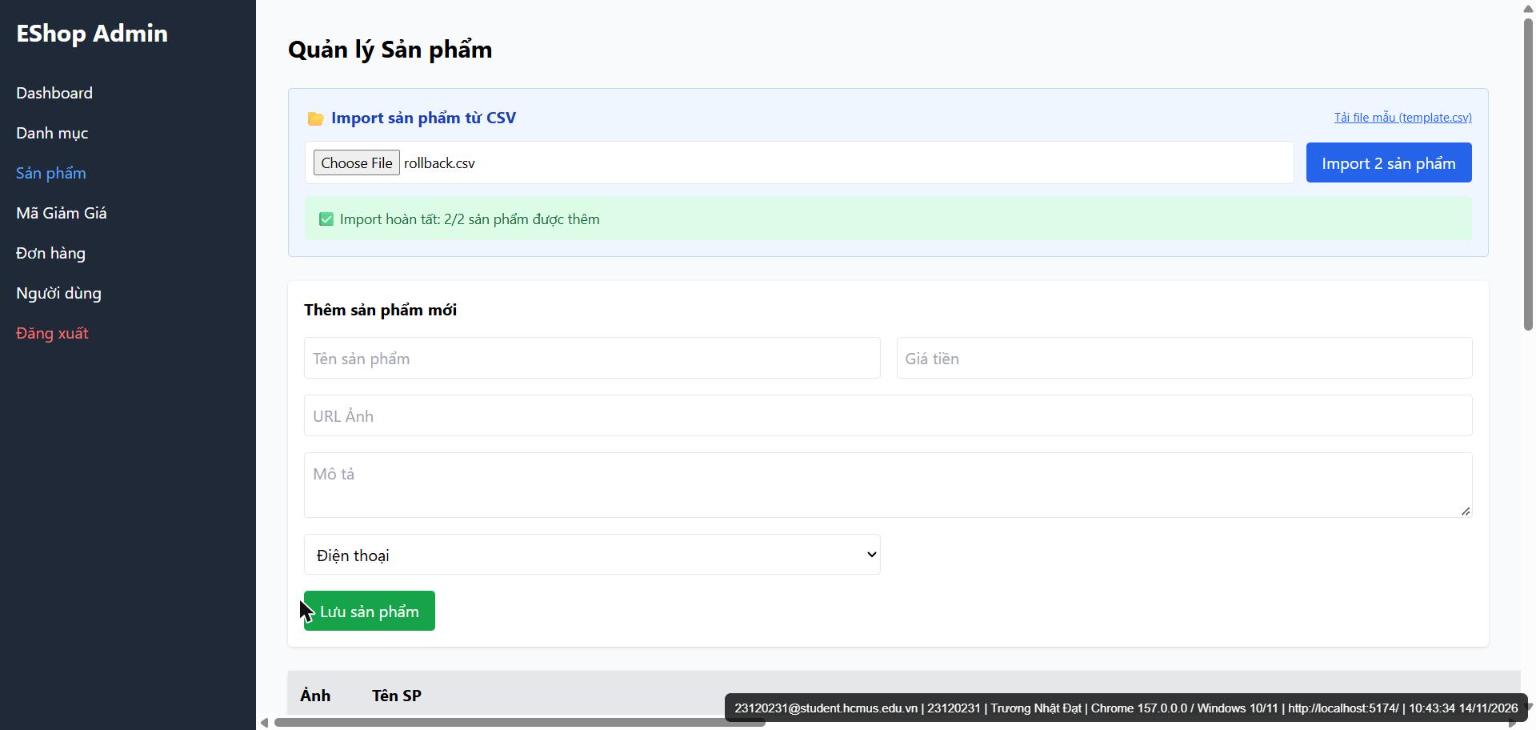 EShop Admin
Dashboard
Danh mục
Sản phẩm
Mã Giảm Giá
Đơn hàng
Người dùng
Đăng xuất
Quản lý Sản phẩm
Import sản phẩm từ CSV
Tải file mẫu (template.csv)
Choose File rollback.csv
Import 2 sản phẩm
Import hoàn tất: 2/2 sản phẩm được thêm
Thêm sản phẩm mới
Tên sản phẩm
Giá tiền
URL Ảnh
Mô tả
Điện thoại
Lưu sản phẩm
Ảnh Tên SP
23120231@student.hcmus.edu.vn | 23120231 | Trương Nhật Đạt | Chrome 157.0.0.0 / Windows 10/11 | http://localhost:5174/ | 10:43:34 14/11/2026